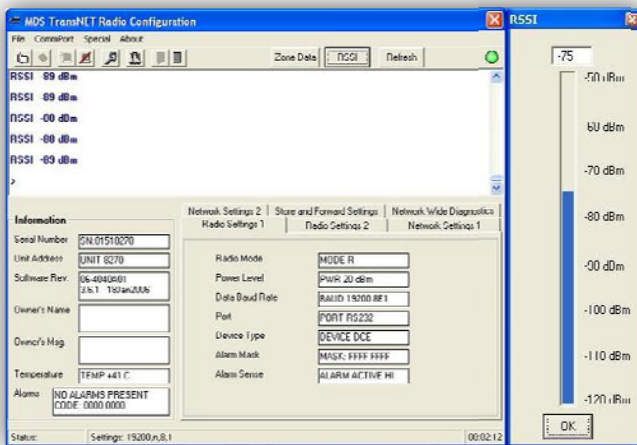 MDS TransNET Radio Configurstion
File CommPort Special About
Zone Data RSSI Refresh
RSSI -89 dBm
RSSI -89 dBm
RSSI dBm
RSSI dBm
RSSI -89 dBm
>
Network Settings 2 Store and Forward Settings Network Wide Diagnostics
Radio Settings 1 Radio Settings 2 Network Settings 1
Information
Serial Number SN:01510270
Unit Address UNIT 8270
Software Rev. 06-4040A01
3.6.1 18Jan2006
Owner's Name
Owner's Msg.
Temperature TEMP +41 C
Alarms NO ALARMS PRESENT
CODE: 0000 0000
Radio Mode MODE R
Power Level PWR 20 dBm
Data Baud Rate BAUD 19200 8E1
Port PORT RS232
Device Type DEVICE DCE
Alarm Mask MASK: FFFF FFFF
Alarm Sense ALARM ACTIVE HI
Status: Settings: 19200,n,8,1 00:02:12
RSSI
-75
-50 dBm
-60 dBm
-70 dBm
-80 dBm
-90 dBm
-100 dBm
-110 dBm
-120 dBm
OK